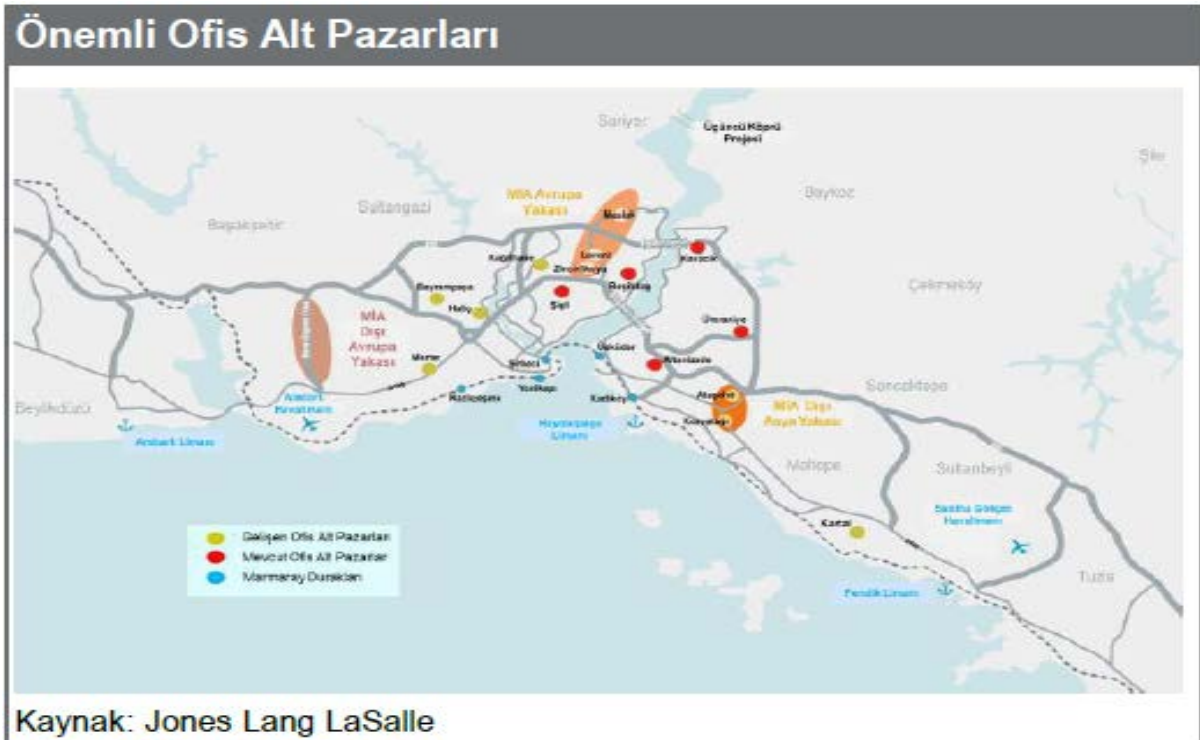 Önemli Ofis Alt Pazarları
Sarıyer
Üçüncü Köprü
Projesi
Şile
Beykoz
MİA Avrupa
Yakası
Sultangazi
Başakşehir
Maslak
Levent
Zincirlikuyu
Kağıthane
Kavacık
Beşiktaş
Bayrampaşa
Haliç
Şişli
Çekmeköy
MİA
Dışı
Avrupa
Yakası
Ümraniye
Merter
Sirkeci
Üsküdar
Altunizade
Yenikapı
Kazlıçeşme
Kadıköy
Ataşehir
Kozyatağı
Sancaktepe
MİA Dışı
Asya Yakası
Beylikdüzü
Atatürk
Havalimanı
Ambarlı Limanı
Haydarpaşa
Limanı
Maltepe
Sultanbeyli
Sabiha Gökçen
Havalimanı
Kartal
Tuzla
Pendik Limanı
Gelişen Ofis Alt Pazarları
Mevcut Ofis Alt Pazarlar
Marmaray Durakları
Kaynak: Jones Lang LaSalle